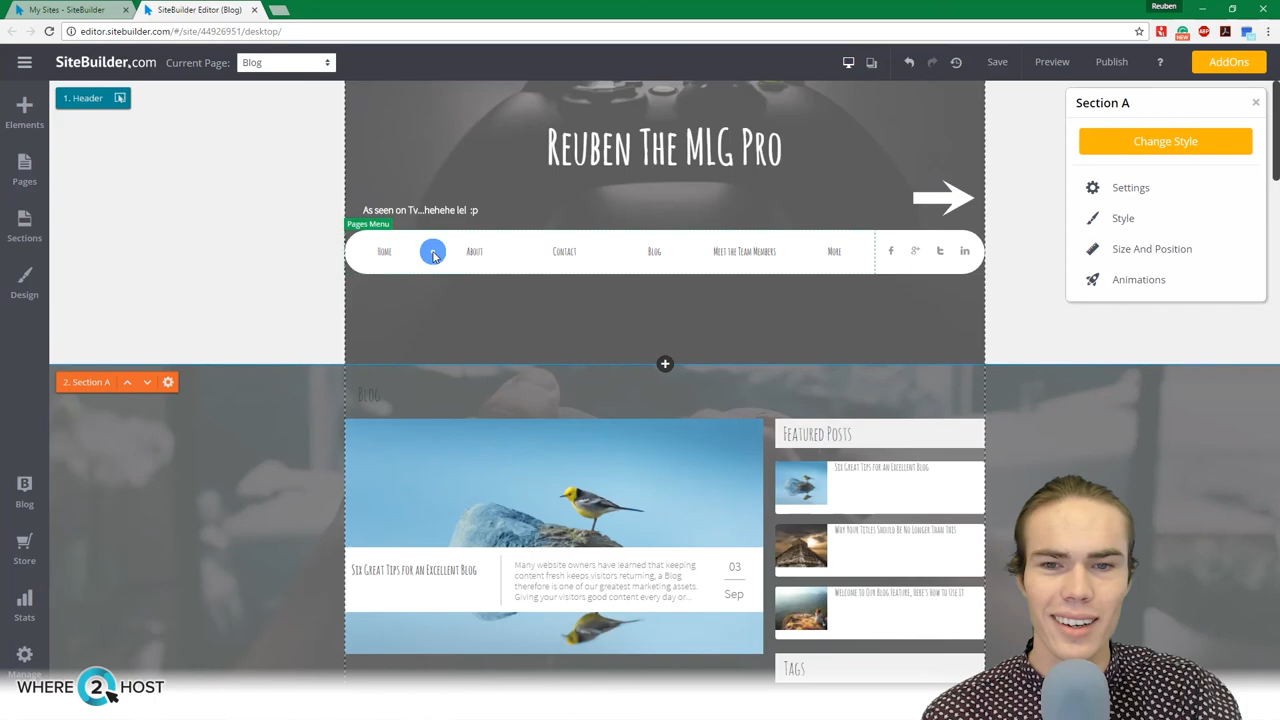 Reuben
My Sites - SiteBuilder
SiteBuilder Editor (Blog)
editor.sitebuilder.com/#/site/44926951/desktop/
NEW
ABP
SiteBuilder.com
Current Page:
Blog
Save
Preview
Publish
?
AddOns
1. Header
Elements
Pages
Sections
Design
Blog
Store
Stats
Manage
Reuben The MLG Pro
As seen on Tv...hehehe lel :p
Pages Menu
Home
About
Contact
Blog
Meet the Team Members
More
Section A
Change Style
Settings
Style
Size And Position
Animations
2. Section A
Blog
Six Great Tips for an Excellent Blog
Many website owners have learned that keeping
content fresh keeps visitors returning, a Blog
therefore is one of our greatest marketing assets.
Giving your visitors good content every day or...
03
Sep
Featured Posts
Six Great Tips for an Excellent Blog
Why Your Titles Should Be No Longer Than This
Welcome to Our Blog Feature, Here's How to Use It
Tags
WHERE 2 HOST